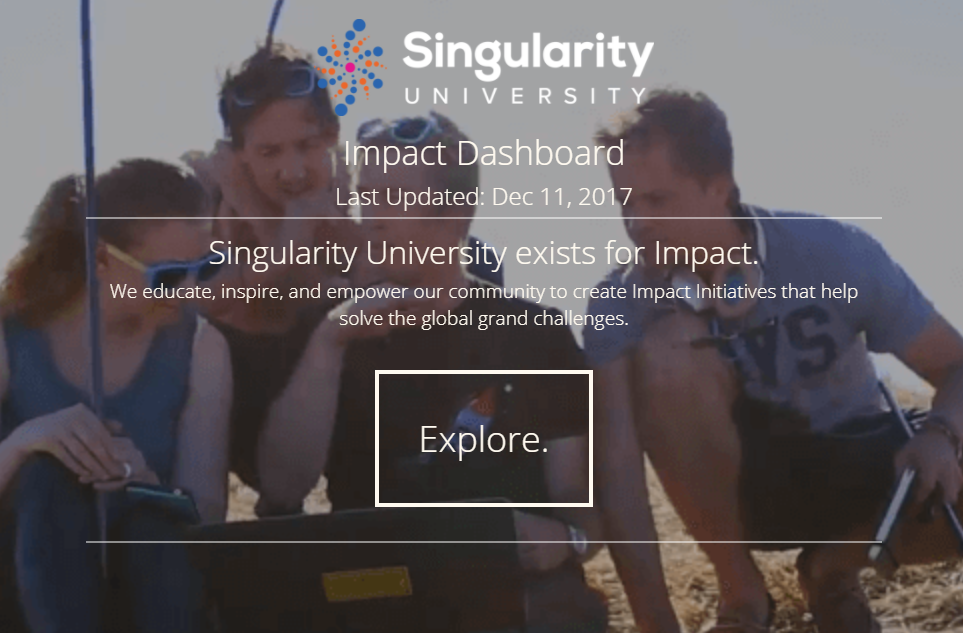 Singularity
UNIVERSITY
Impact Dashboard
Last Updated: Dec 11, 2017
Singularity University exists for Impact.
We educate, inspire, and empower our community to create Impact Initiatives that help
solve the global grand challenges.
Explore.